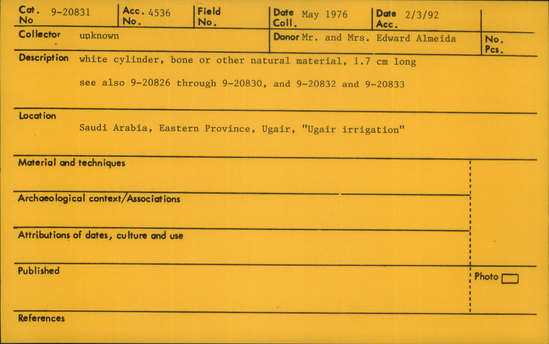 Cat. No 9-20831 Acc. No. 4536 Field No. Date Coll. May 1976 Date Acc. 2/3/92
Collector upknown Donor Mr. and Mrs. Edward Almeida No. Pcs.
Description white cylinder, bone or other natural material, 1.7 cm long
see also 9-20826 through 9-20830, and 9-20832 and 9-20833
Location
Saudi Arabia, Eastern Province, Ugair, "Ugair irrigation"
Material and techniques
Archaeological context/Associations
Attributions of dates, culture and use
Published
Photo
References